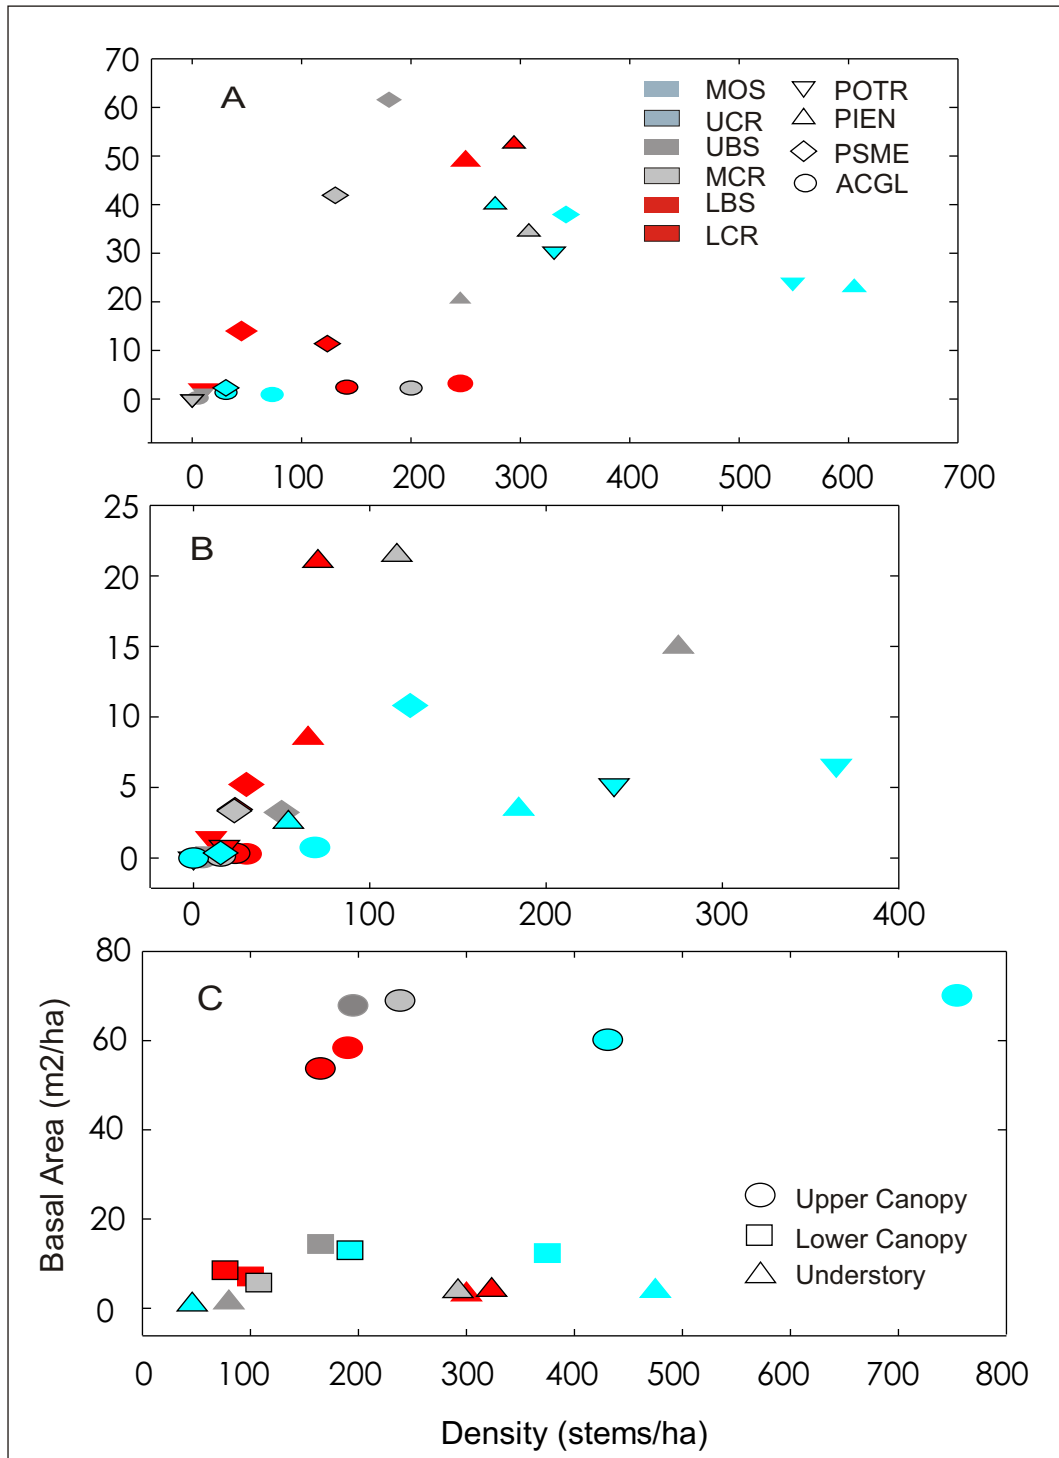 A
70
60
50
40
30
20
10
0
MOS
UCR
UBS
MCR
LBS
LCR
POTR
PIEN
PSME
ACGL
0 100 200 300 400 500 600 700
B
25
20
15
10
5
0
0 100 200 300 400
C
80
60
40
20
0
Upper Canopy
Lower Canopy
Understory
0 100 200 300 400 500 600 700 800
Basal Area (m2/ha)
Density (stems/ha)